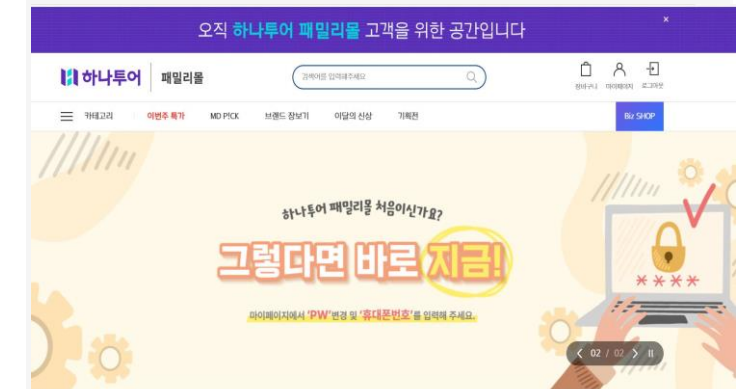 오직 하나투어 패밀리몰 고객을 위한 공간입니다
×
하나투어 패밀리몰
검색어를 입력해주세요
장바구니 마이페이지 로그아웃
카테고리 이번주 특가 MD P!CK 브랜드 장보기 이달의 신상 기획전 Biz SHOP
하나투어 패밀리몰 처음이신가요?
그렇다면 바로 지금!
마이페이지에서 'PW'변경 및 '휴대폰번호'를 입력해 주세요.
****
02 / 02